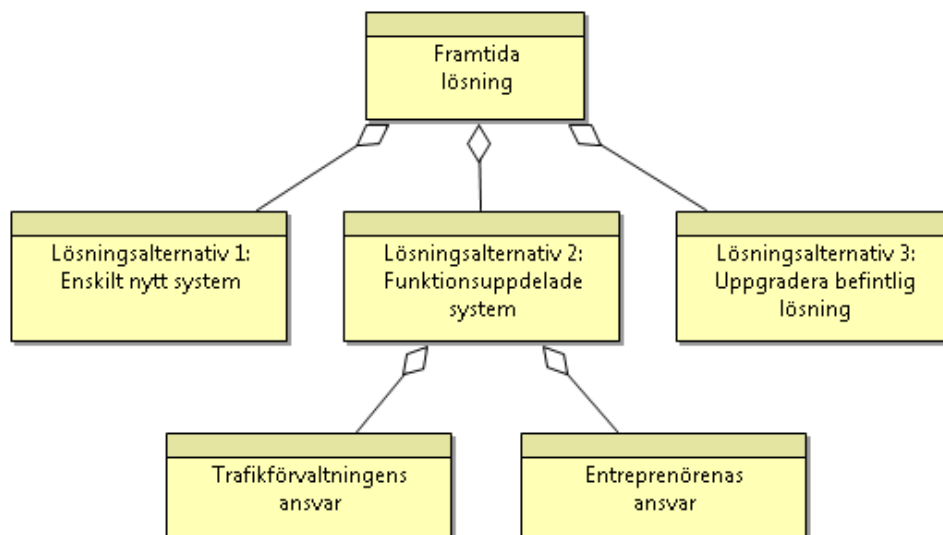 Framtida
lösning
Lösningsalternativ 1:
Enskilt nytt system
Lösningsalternativ 2:
Funktionsuppdelade
system
Lösningsalternativ 3:
Uppgradera befintlig
lösning
Trafikförvaltningens
ansvar
Entreprenörenas
ansvar